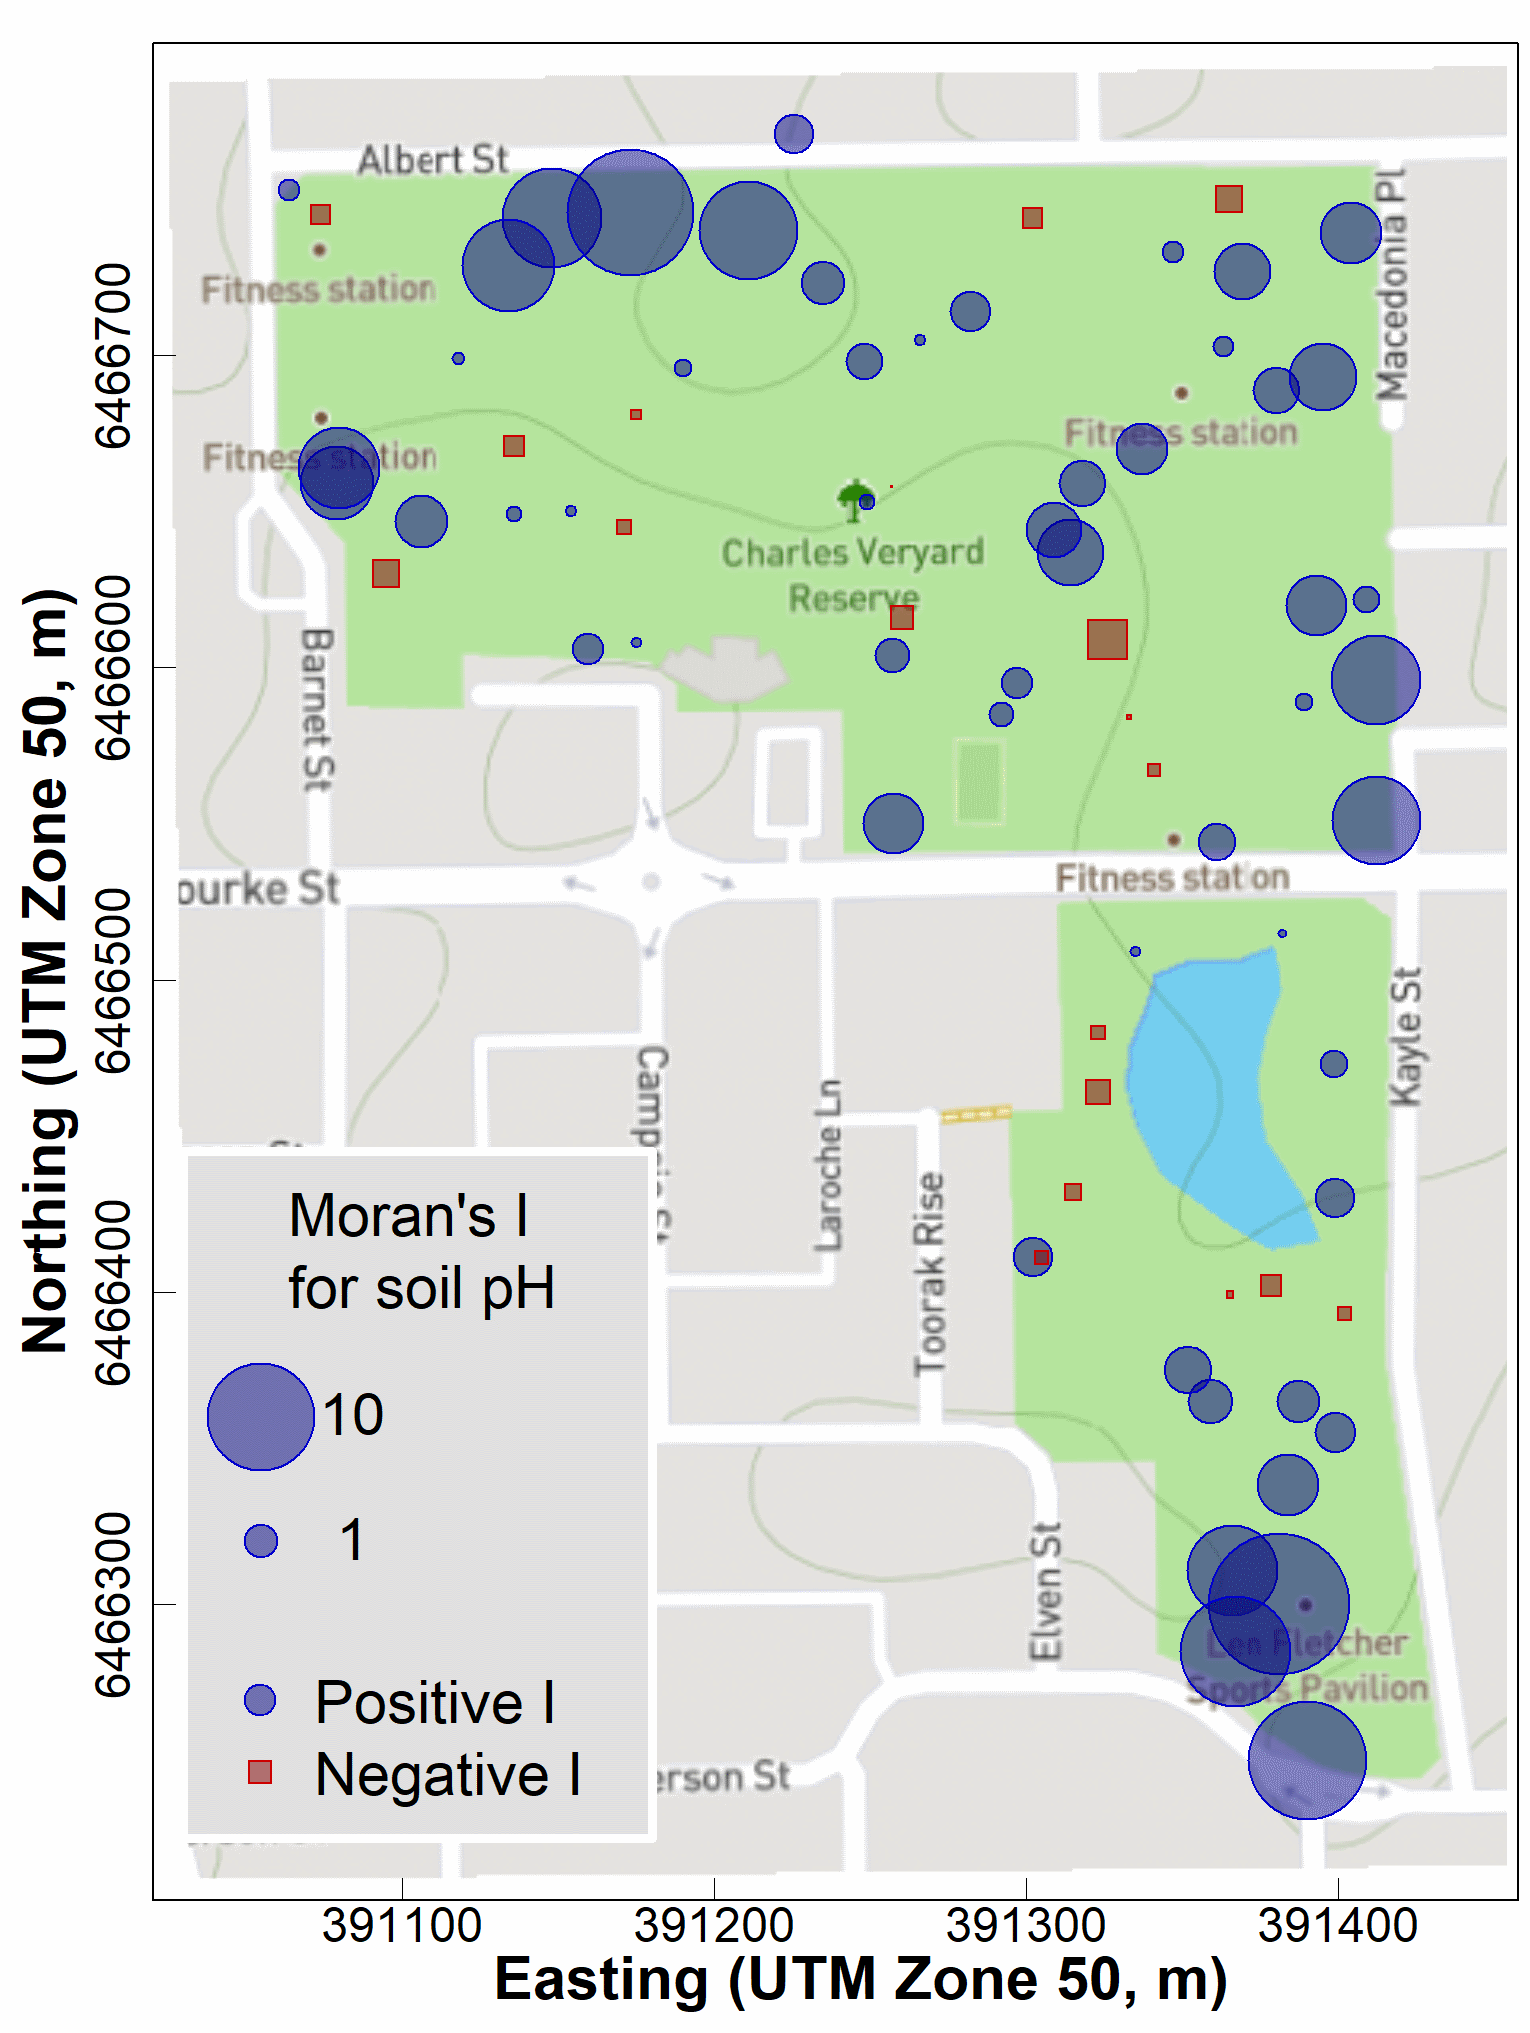 Albert St
Macedonia Pl
Fitness station
Fitness station
Fitness station
Charles Veryard
Reserve
Barnet St
ourke St
Fitness station
Kayle St
Laroche Ln
Toorak Rise
Elven St
Len Fletcher
Sports Pavilion
erson St
Moran's I
for soil pH
10
1
Positive I
Negative I
6466700
6466600
6466500
6466400
6466300
Northing (UTM Zone 50, m)
391100
391200
391300
391400
Easting (UTM Zone 50, m)